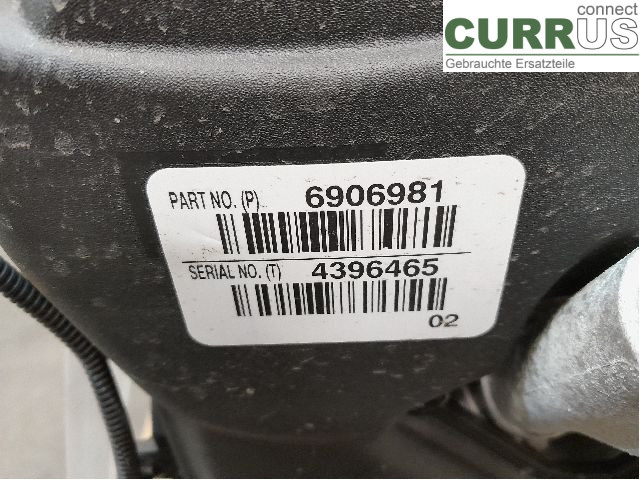 connect
CURRUS
Gebrauchte Ersatzteile
PART NO. (P) 6906981
SERIAL NO. (T) 4396465
02